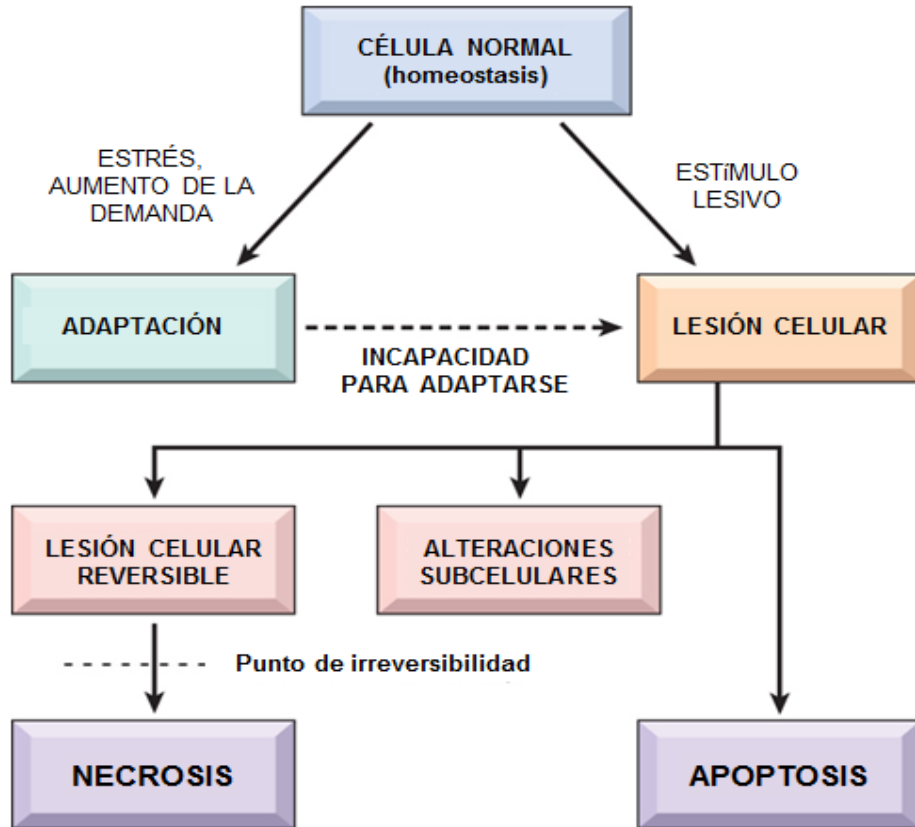 CÉLULA NORMAL
(homeostasis)
ESTRÉS,
AUMENTO DE LA
DEMANDA
ESTíMULO
LESIVO
ADAPTACIÓN
INCAPACIDAD
PARA ADAPTARSE
LESIÓN CELULAR
LESIÓN CELULAR
REVERSIBLE
ALTERACIONES
SUBCELULARES
Punto de irreversibilidad
NECROSIS
APOPTOSIS